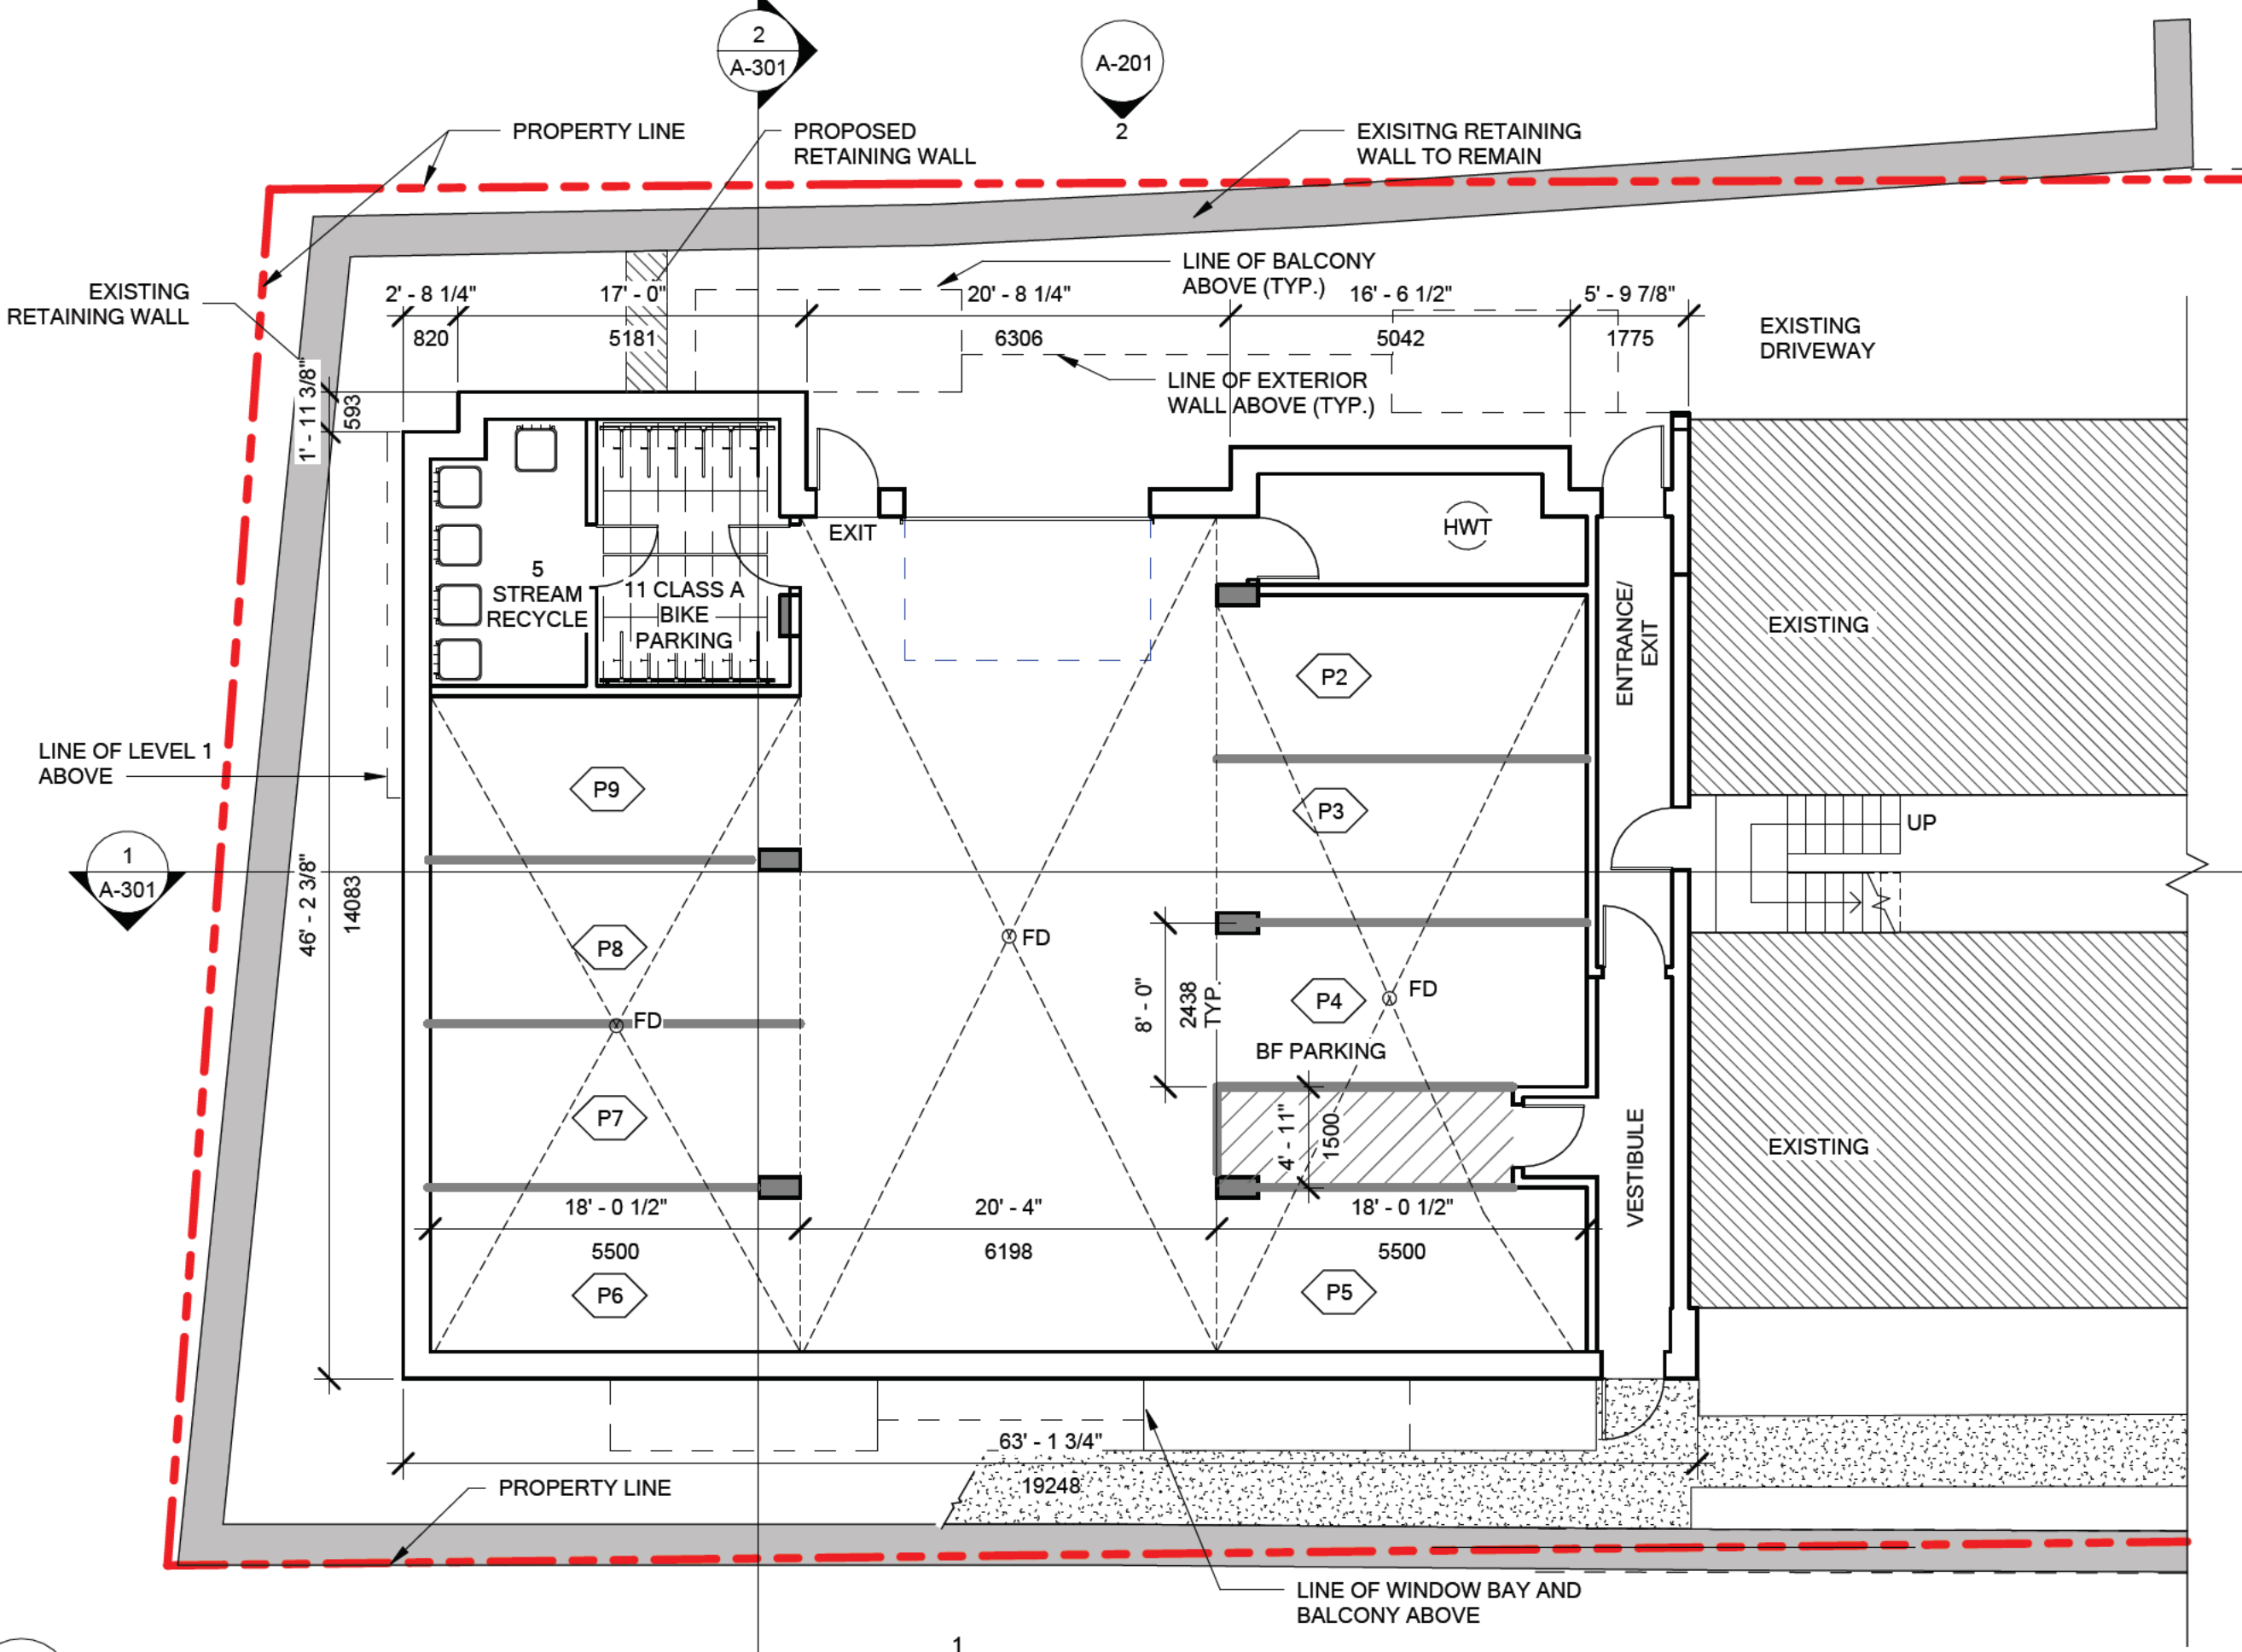 2
A-301
A-201
2
PROPERTY LINE
PROPOSED
RETAINING WALL
EXISITNG RETAINING
WALL TO REMAIN
EXISTING
RETAINING WALL
LINE OF BALCONY
ABOVE (TYP.)
2' - 8 1/4"
17' - 0"
20' - 8 1/4"
16' - 6 1/2"
5' - 9 7/8"
820
5181
6306
5042
1775
EXISTING
DRIVEWAY
LINE OF EXTERIOR
WALL ABOVE (TYP.)
1' - 11 3/8"
593
EXIT
HWT
5
STREAM
RECYCLE
11 CLASS A
BIKE
PARKING
ENTRANCE/
EXIT
EXISTING
P2
LINE OF LEVEL 1
ABOVE
P9
P3
UP
1
A-301
46' - 2 3/8"
14083
P8
FD
FD
FD
8' - 0"
2438
TYP.
P4
BF PARKING
P7
4' - 11"
1500
VESTIBULE
EXISTING
18' - 0 1/2"
20' - 4"
18' - 0 1/2"
5500
6198
5500
P6
P5
63' - 1 3/4"
19248
PROPERTY LINE
LINE OF WINDOW BAY AND
BALCONY ABOVE
1